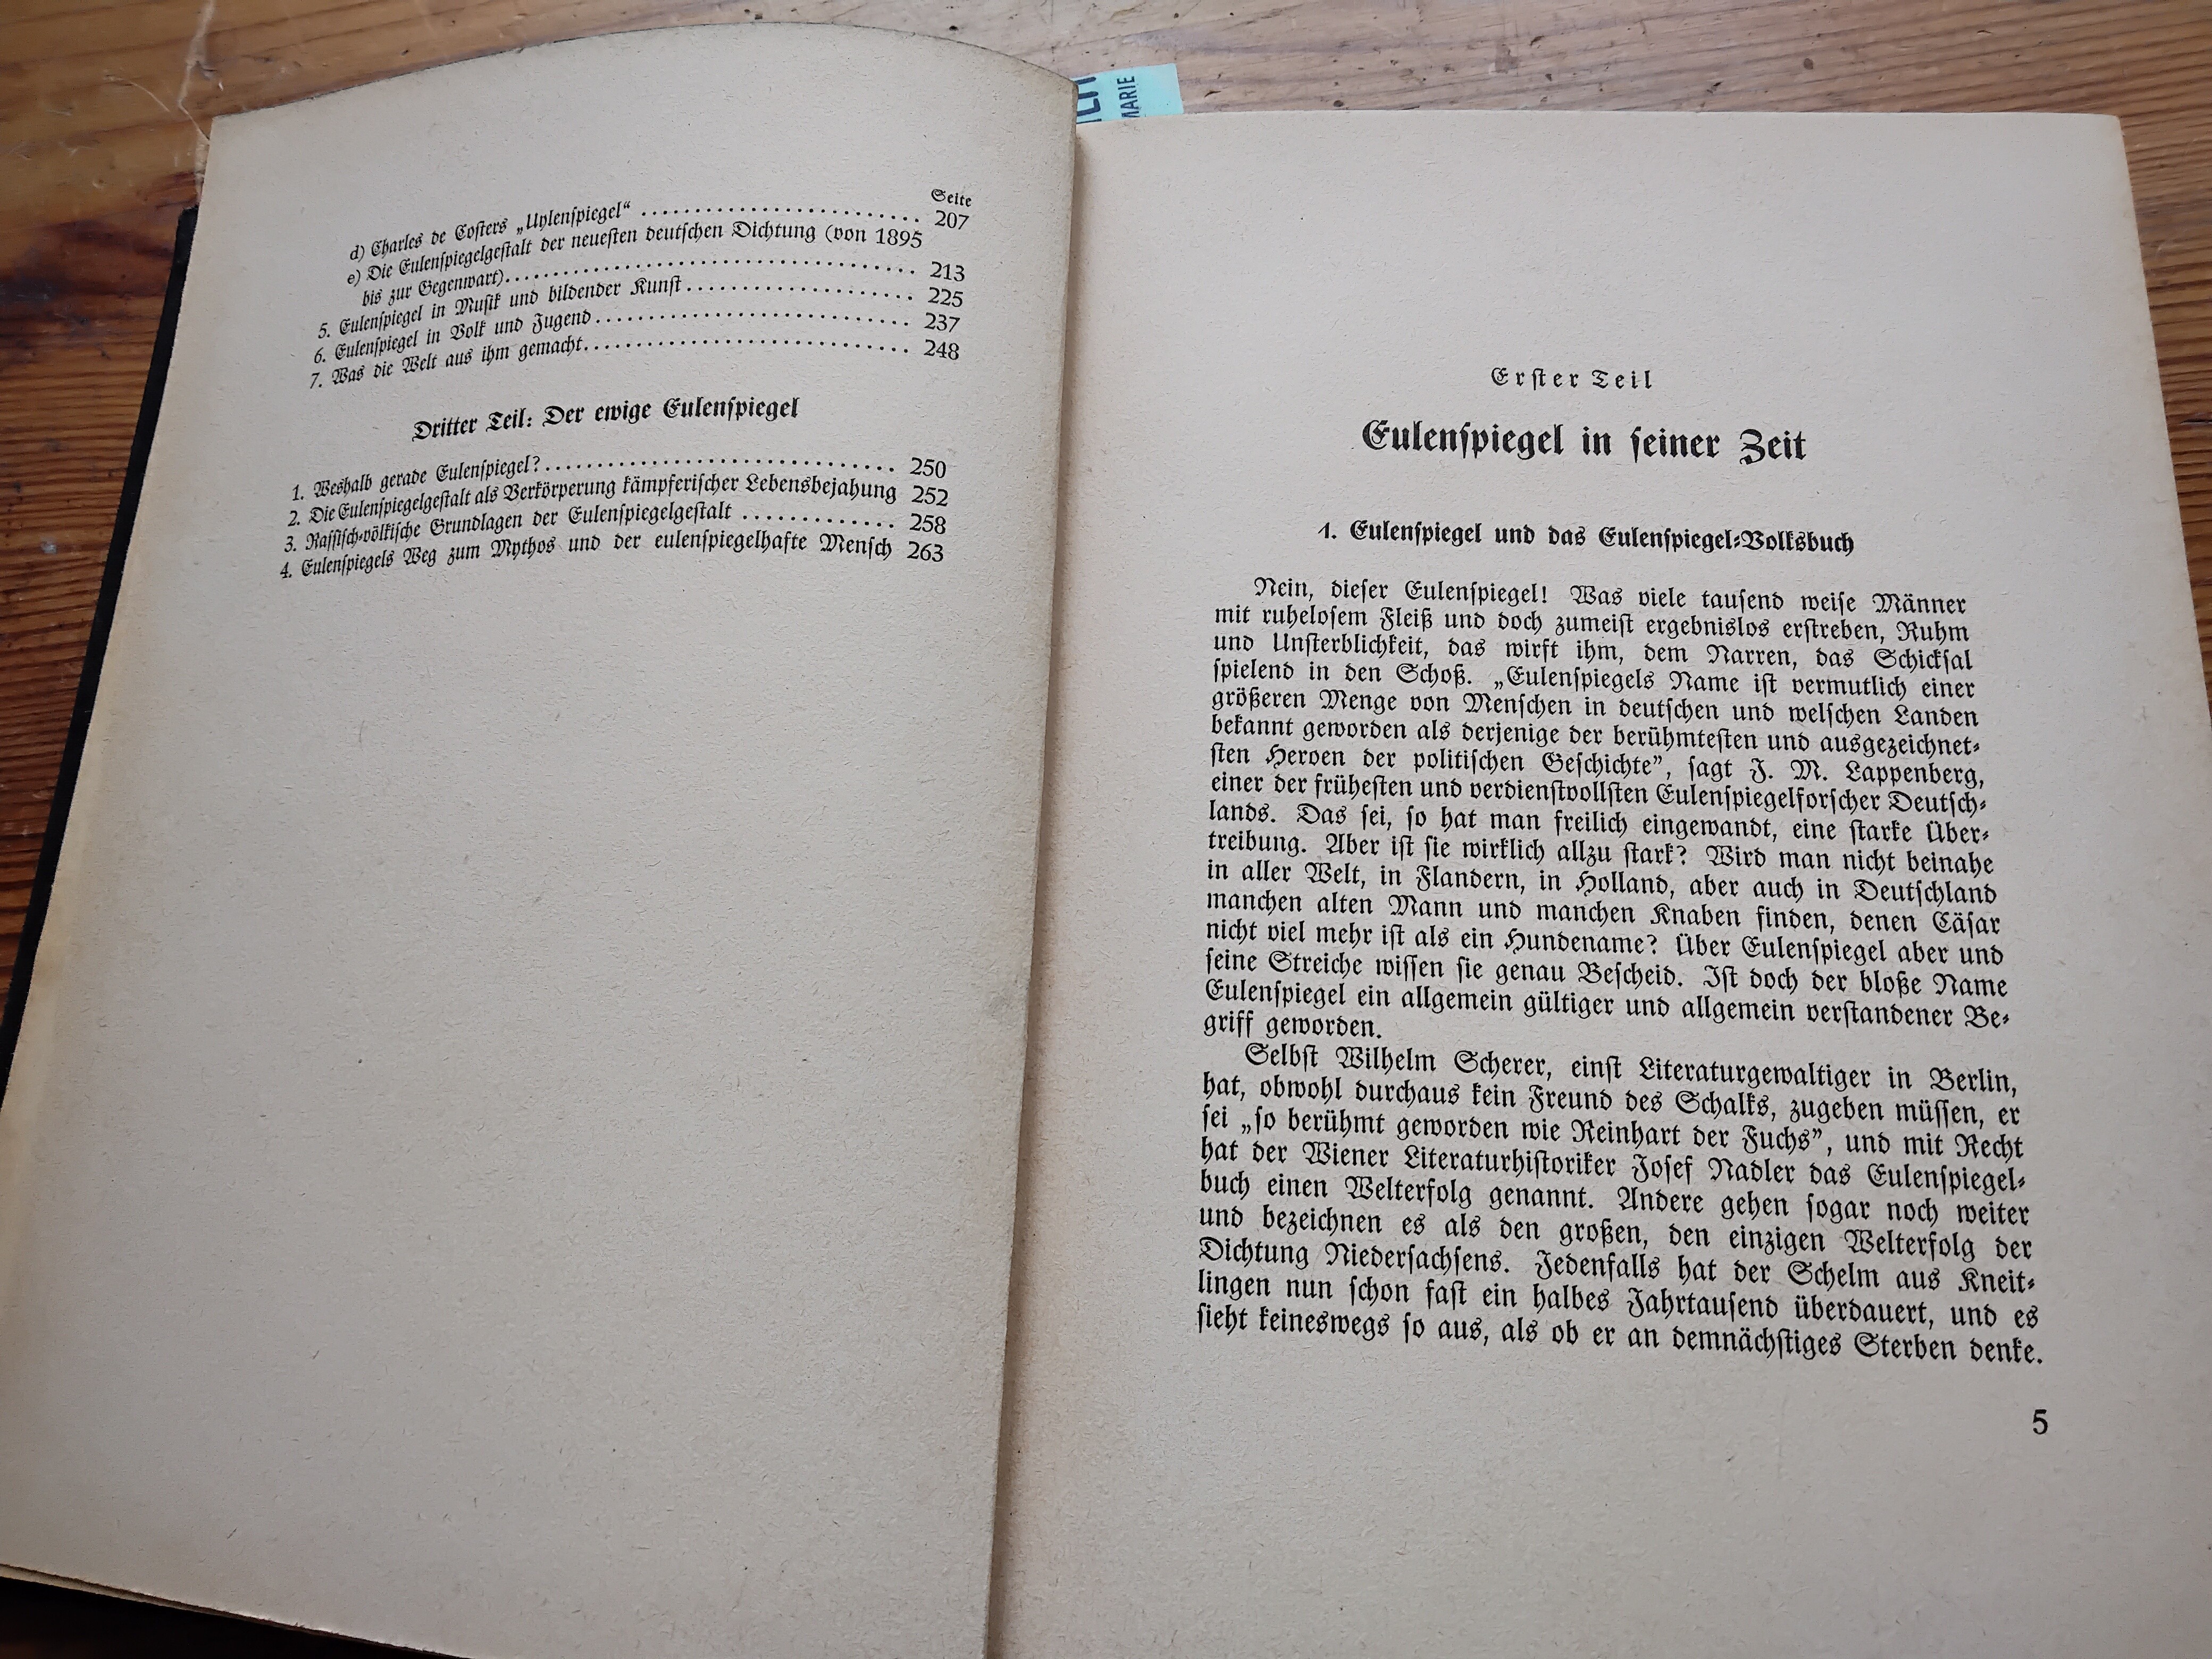 Seite
d) Charles de Costers „Uylenſpiegel“ ........................ 207
e) Die Eulenſpiegelgeſtalt der neueſten deutſchen Dichtung (von 1895
bis zur Gegenwart)..................................... 213
5. Eulenſpiegel in Muſik und bildender Kunſt..................... 225
6. Eulenſpiegel in Volk und Jugend............................. 237
7. Was die Welt aus ihm gemacht.............................. 248
Dritter Teil: Der ewige Eulenſpiegel
1. Weshalb gerade Eulenſpiegel?................................. 250
2. Die Eulenſpiegelgeſtalt als Verkörperung kämpferiſcher Lebensbejahung 252
3. Raſſiſch-völkiſche Grundlagen der Eulenſpiegelgeſtalt ............. 258
4. Eulenſpiegels Weg zum Mythos und der eulenſpiegelhafte Menſch 263
MARIE
Erſter Teil
Eulenſpiegel in ſeiner Zeit
1. Eulenſpiegel und das Eulenſpiegel-Volksbuch
Nein, dieſer Eulenſpiegel! Was viele tauſend weiſe Männer
mit ruheloſem Fleiß und doch zumeiſt ergebnislos erſtreben, Ruhm
und Unſterblichkeit, das wirft ihm, dem Narren, das Schickſal
ſpielend in den Schoß. „Eulenſpiegels Name iſt vermutlich einer
größeren Menge von Menſchen in deutſchen und welſchen Landen
bekannt geworden als derjenige der berühmteſten und ausgezeichnet-
ſten Heroen der politiſchen Geſchichte”, ſagt J. M. Lappenberg,
einer der früheſten und verdienſtvollſten Eulenſpiegelforſcher Deutſch-
lands. Das ſei, ſo hat man freilich eingewandt, eine ſtarke Über-
treibung. Aber iſt ſie wirklich allzu ſtark? Wird man nicht beinahe
in aller Welt, in Flandern, in Holland, aber auch in Deutſchland
manchen alten Mann und manchen Knaben finden, denen Cäſar
nicht viel mehr iſt als ein Hundename? Über Eulenſpiegel aber und
ſeine Streiche wiſſen ſie genau Beſcheid. Iſt doch der bloße Name
Eulenſpiegel ein allgemein gültiger und allgemein verſtandener Be-
griff geworden.
Selbſt Wilhelm Scherer, einſt Literaturgewaltiger in Berlin,
hat, obwohl durchaus kein Freund des Schalks, zugeben müſſen, er
ſei „ſo berühmt geworden wie Reinhart der Fuchs”, und mit Recht
hat der Wiener Literaturhiſtoriker Joſef Nadler das Eulenſpiegel-
buch einen Welterfolg genannt. Andere gehen ſogar noch weiter
und bezeichnen es als den großen, den einzigen Welterfolg der
Dichtung Niederſachſens. Jedenfalls hat der Schelm aus Kneit-
lingen nun ſchon faſt ein halbes Jahrtauſend überdauert, und es
ſieht keineswegs ſo aus, als ob er an demnächſtiges Sterben denke.
5